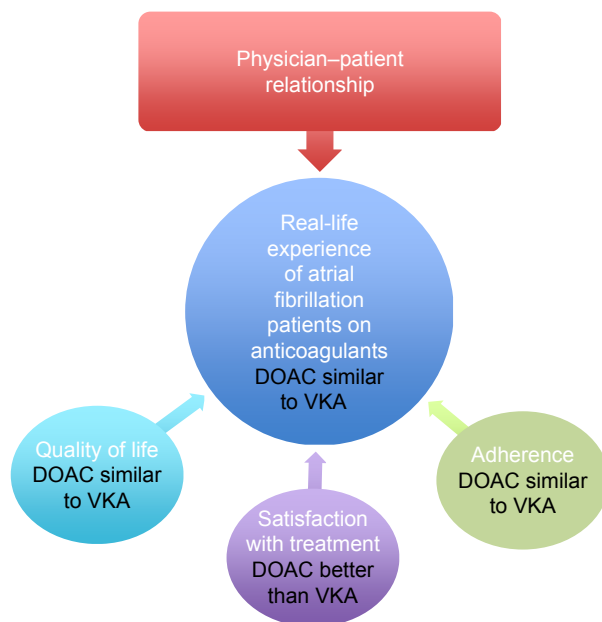 Physician–patient
relationship
Real-life
experience
of atrial
fibrillation
patients on
anticoagulants
DOAC similar
to VKA
Quality of life
DOAC similar
to VKA
Satisfaction
with treatment
DOAC better
than VKA
Adherence
DOAC similar
to VKA